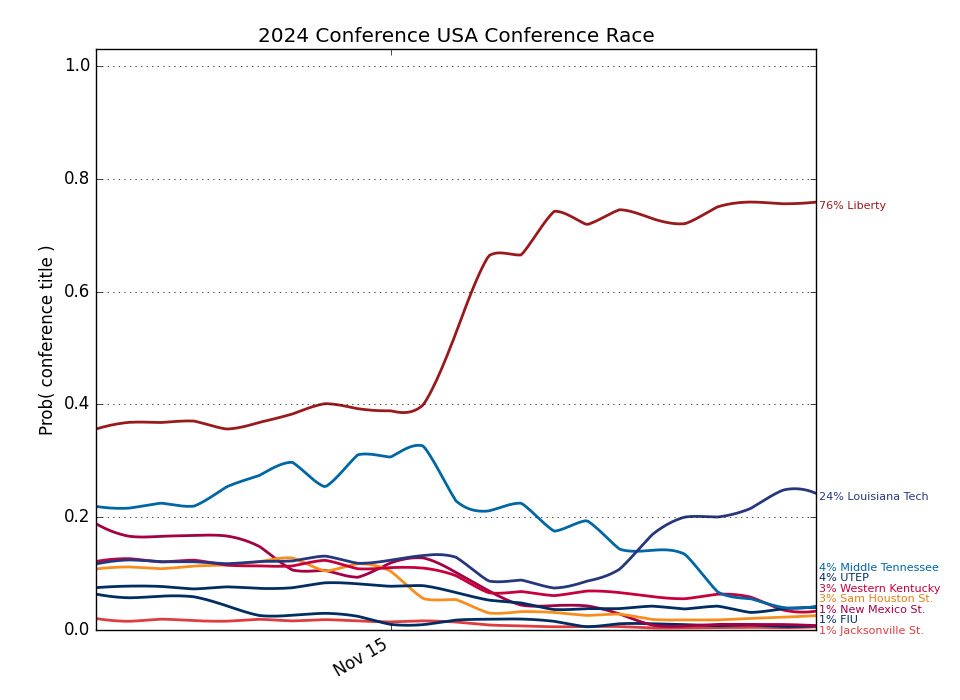 2024 Conference USA Conference Race
Prob( conference title )
1.0
0.8
0.6
0.4
0.2
0.0
Nov 15
76% Liberty
24% Louisiana Tech
4% Middle Tennessee
4% UTEP
3% Western Kentucky
3% Sam Houston St.
1% New Mexico St.
1% FIU
1% Jacksonville St.